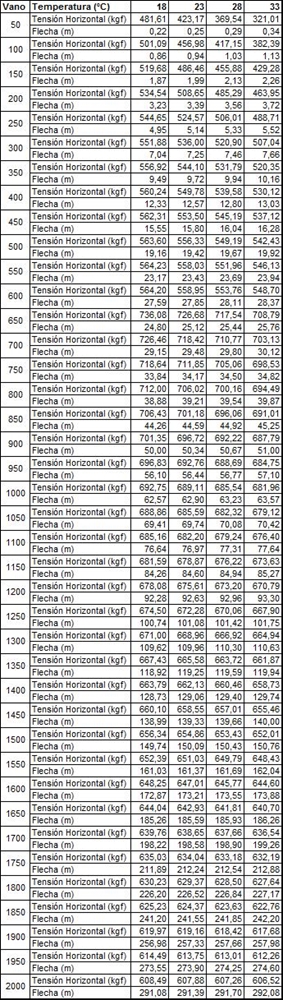 Vano Temperatura (ºC) 18 23 28 33
50 Tensión Horizontal (kgf) 481,61 423,17 369,54 321,01
Flecha (m) 0,22 0,25 0,29 0,34
100 Tensión Horizontal (kgf) 501,09 456,98 417,15 382,39
Flecha (m) 0,86 0,94 1,03 1,13
150 Tensión Horizontal (kgf) 519,68 486,46 455,88 429,28
Flecha (m) 1,87 1,99 2,13 2,26
200 Tensión Horizontal (kgf) 534,54 508,65 485,29 463,95
Flecha (m) 3,23 3,39 3,56 3,72
250 Tensión Horizontal (kgf) 544,65 524,57 506,01 488,71
Flecha (m) 4,95 5,14 5,33 5,52
300 Tensión Horizontal (kgf) 551,88 536,00 520,90 507,04
Flecha (m) 7,04 7,25 7,46 7,66
350 Tensión Horizontal (kgf) 556,92 544,10 531,79 520,35
Flecha (m) 9,49 9,72 9,94 10,16
400 Tensión Horizontal (kgf) 560,24 549,78 539,58 530,12
Flecha (m) 12,33 12,57 12,80 13,03
450 Tensión Horizontal (kgf) 562,31 553,50 545,19 537,12
Flecha (m) 15,55 15,80 16,04 16,28
500 Tensión Horizontal (kgf) 563,60 556,33 549,19 542,43
Flecha (m) 19,16 19,42 19,67 19,92
550 Tensión Horizontal (kgf) 564,23 558,03 551,96 546,13
Flecha (m) 23,17 23,43 23,69 23,94
600 Tensión Horizontal (kgf) 564,20 558,95 553,76 548,70
Flecha (m) 27,59 27,85 28,11 28,37
650 Tensión Horizontal (kgf) 736,08 726,68 717,54 708,79
Flecha (m) 24,80 25,12 25,44 25,76
700 Tensión Horizontal (kgf) 726,46 718,42 710,77 703,13
Flecha (m) 29,15 29,48 29,80 30,12
750 Tensión Horizontal (kgf) 718,64 711,85 705,06 698,53
Flecha (m) 33,84 34,17 34,50 34,82
800 Tensión Horizontal (kgf) 712,00 706,02 700,16 694,49
Flecha (m) 38,88 39,21 39,54 39,87
850 Tensión Horizontal (kgf) 706,43 701,18 696,06 691,01
Flecha (m) 44,26 44,59 44,92 45,25
900 Tensión Horizontal (kgf) 701,35 696,72 692,22 687,79
Flecha (m) 50,00 50,34 50,67 51,00
950 Tensión Horizontal (kgf) 696,83 692,76 688,69 684,75
Flecha (m) 56,10 56,44 56,77 57,10
1000 Tensión Horizontal (kgf) 692,75 689,11 685,54 681,96
Flecha (m) 62,57 62,90 63,23 63,57
1050 Tensión Horizontal (kgf) 688,86 685,59 682,32 679,12
Flecha (m) 69,41 69,74 70,08 70,42
1100 Tensión Horizontal (kgf) 685,16 682,20 679,24 676,40
Flecha (m) 76,64 76,97 77,31 77,64
1150 Tensión Horizontal (kgf) 681,59 678,87 676,22 673,63
Flecha (m) 84,26 84,60 84,94 85,27
1200 Tensión Horizontal (kgf) 678,08 675,61 673,20 670,79
Flecha (m) 92,28 92,63 92,96 93,30
1250 Tensión Horizontal (kgf) 674,50 672,28 670,06 667,90
Flecha (m) 100,74 101,08 101,42 101,75
1300 Tensión Horizontal (kgf) 671,00 668,96 666,92 664,94
Flecha (m) 109,62 109,96 110,30 110,63
1350 Tensión Horizontal (kgf) 667,43 665,58 663,72 661,87
Flecha (m) 118,92 119,25 119,59 119,94
1400 Tensión Horizontal (kgf) 663,79 662,13 660,46 658,73
Flecha (m) 128,73 129,06 129,40 129,74
1450 Tensión Horizontal (kgf) 660,10 658,55 657,01 655,46
Flecha (m) 138,99 139,33 139,66 140,00
1500 Tensión Horizontal (kgf) 656,34 654,86 653,43 652,01
Flecha (m) 149,74 150,09 150,43 150,76
1550 Tensión Horizontal (kgf) 652,39 651,03 649,79 648,43
Flecha (m) 161,03 161,37 161,69 162,04
1600 Tensión Horizontal (kgf) 648,25 647,01 645,77 644,60
Flecha (m) 172,87 173,21 173,55 173,88
1650 Tensión Horizontal (kgf) 644,04 642,93 641,81 640,70
Flecha (m) 185,26 185,59 185,93 186,26
1700 Tensión Horizontal (kgf) 639,76 638,65 637,66 636,54
Flecha (m) 198,22 198,58 198,90 199,26
1750 Tensión Horizontal (kgf) 635,03 634,04 633,18 632,19
Flecha (m) 211,89 212,24 212,54 212,88
1800 Tensión Horizontal (kgf) 630,23 629,37 628,50 627,64
Flecha (m) 226,20 226,52 226,84 227,17
1850 Tensión Horizontal (kgf) 625,23 624,37 623,63 622,76
Flecha (m) 241,20 241,55 241,85 242,20
1900 Tensión Horizontal (kgf) 619,97 619,16 618,42 617,68
Flecha (m) 256,98 257,33 257,66 257,98
1950 Tensión Horizontal (kgf) 614,49 613,75 613,01 612,26
Flecha (m) 273,55 273,90 274,25 274,60
2000 Tensión Horizontal (kgf) 608,49 607,88 607,26 606,52
Flecha (m) 291,08 291,39 291,70 292,08